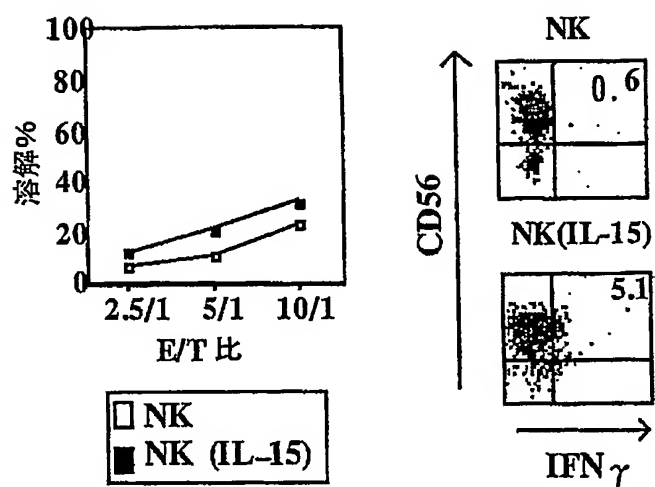 100
80
60
40
20
0
溶解%
2.5/1 5/1 10/1
E/T 比
□ NK
■ NK (IL-15)
NK
0.6
CD56
NK(IL-15)
5.1
IFNγ